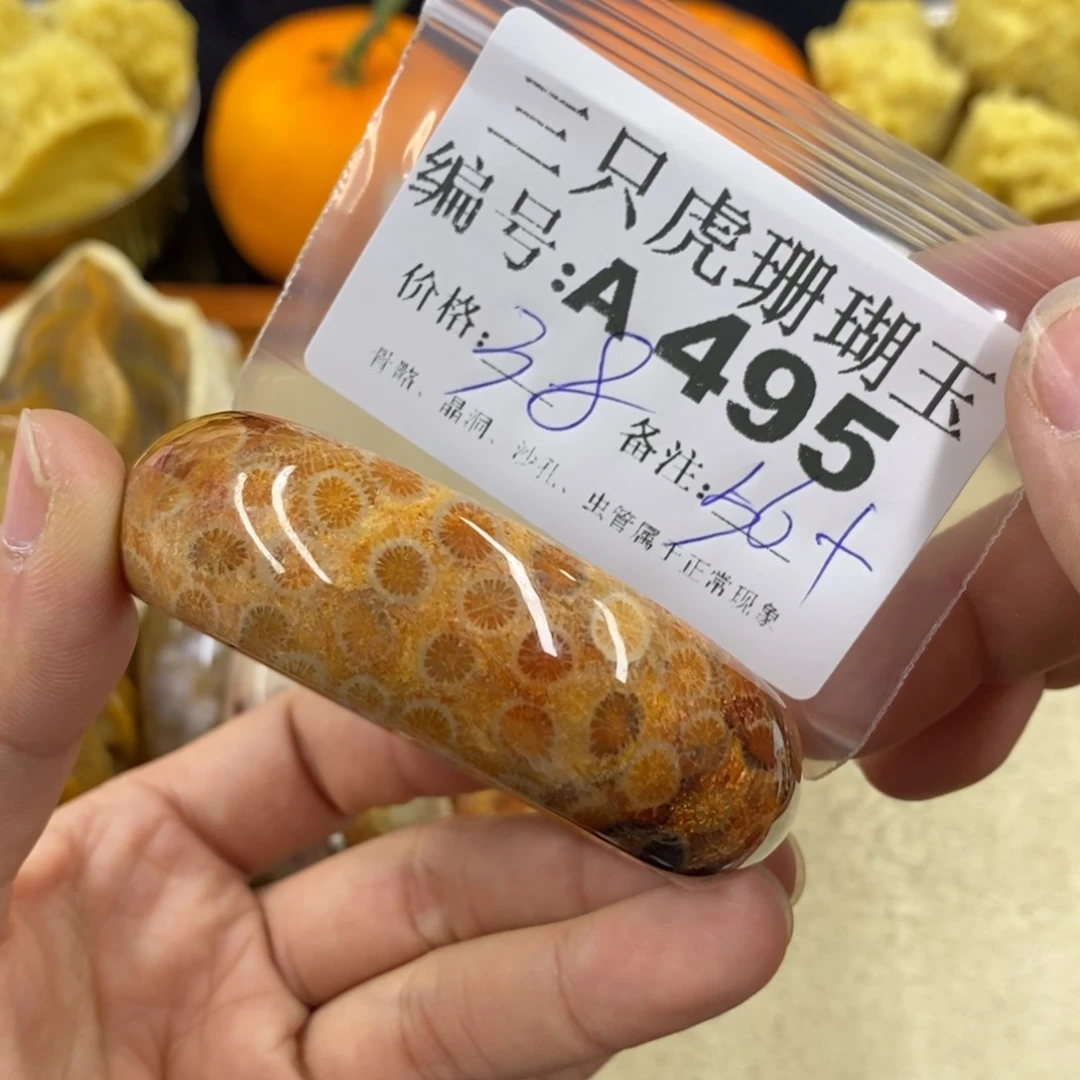 三只虎珊瑚玉
编号:A495
价格:38 备注:56+
骨骼、晶洞、沙孔、虫管属于正常现象